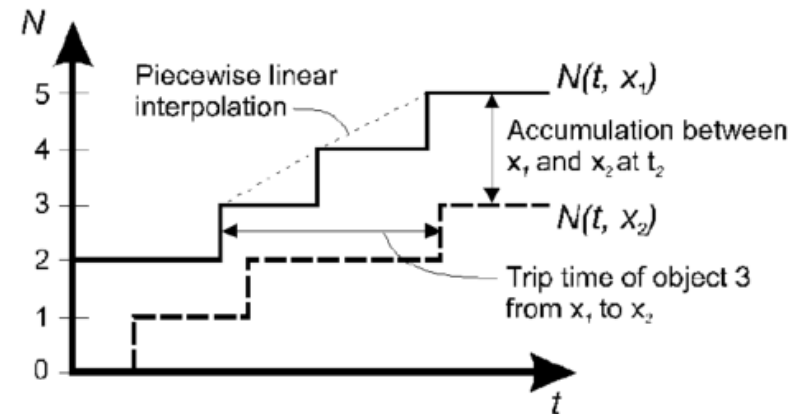 N
Piecewise linear
interpolation
N(t, x₁)
5
Accumulation between
x₁ and x₂ at t₂
4
3
N(t, x₂)
2
Trip time of object 3
from x₁ to x₂
1
0
t